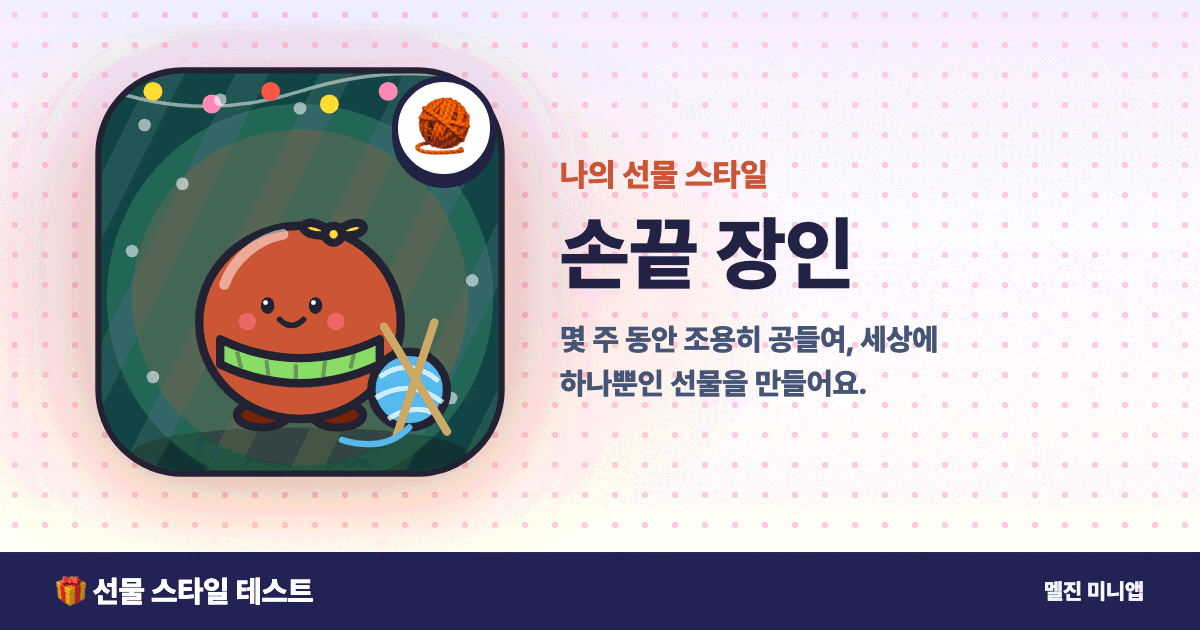 나의 선물 스타일
손끝 장인
몇 주 동안 조용히 공들여, 세상에
하나뿐인 선물을 만들어요.
선물 스타일 테스트
멜진 미니앱